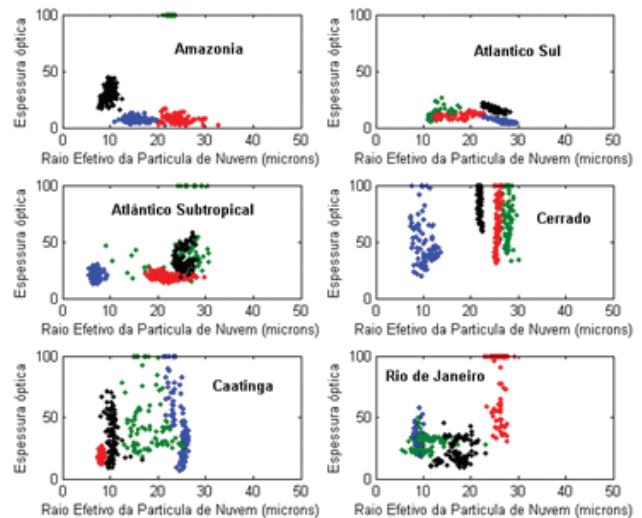 100
50
0
Espessura óptica
Amazonia
0 10 20 30 40 50
Raio Efetivo da Particula de Nuvem (microns)
100
50
0
Espessura óptica
Atlantico Sul
0 10 20 30 40 50
Raio Efetivo da Particula de Nuvem (microns)
100
50
0
Espessura óptica
Atlântico Subtropical
0 10 20 30 40 50
Raio Efetivo da Particula de Nuvem (microns)
100
50
0
Espessura óptica
Cerrado
0 10 20 30 40 50
Raio Efetivo da Particula de Nuvem (microns)
100
50
0
Espessura óptica
Caatinga
0 10 20 30 40 50
Raio Efetivo da Particula de Nuvem (microns)
100
50
0
Espessura óptica
Rio de Janeiro
0 10 20 30 40 50
Raio Efetivo da Particula de Nuvem (microns)